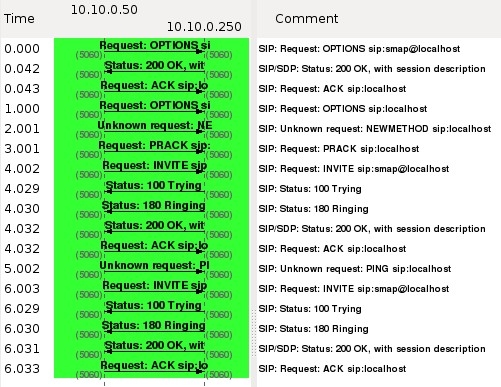 Time 10.10.0.50 10.10.0.250 Comment
0.000 Request: OPTIONS si (5060) (5060) SIP: Request: OPTIONS sip:smap@localhost
0.042 Status: 200 OK, wit (5060) (5060) SIP/SDP: Status: 200 OK, with session description
0.043 Request: ACK sip:lo (5060) (5060) SIP: Request: ACK sip:localhost
1.000 Request: OPTIONS si (5060) (5060) SIP: Request: OPTIONS sip:localhost
2.001 Unknown request: NE (5060) (5060) SIP: Unknown request: NEWMETHOD sip:localhost
3.001 Request: PRACK sip: (5060) (5060) SIP: Request: PRACK sip:localhost
4.002 Request: INVITE sip (5060) (5060) SIP: Request: INVITE sip:smap@localhost
4.029 Status: 100 Trying (5060) (5060) SIP: Status: 100 Trying
4.030 Status: 180 Ringing (5060) (5060) SIP: Status: 180 Ringing
4.032 Status: 200 OK, wit (5060) (5060) SIP/SDP: Status: 200 OK, with session description
4.032 Request: ACK sip:lo (5060) (5060) SIP: Request: ACK sip:localhost
5.002 Unknown request: PI (5060) (5060) SIP: Unknown request: PING sip:localhost
6.003 Request: INVITE sip (5060) (5060) SIP: Request: INVITE sip:smap@localhost
6.029 Status: 100 Trying (5060) (5060) SIP: Status: 100 Trying
6.030 Status: 180 Ringing (5060) (5060) SIP: Status: 180 Ringing
6.031 Status: 200 OK, wit (5060) (5060) SIP/SDP: Status: 200 OK, with session description
6.033 Request: ACK sip:lo (5060) (5060) SIP: Request: ACK sip:localhost